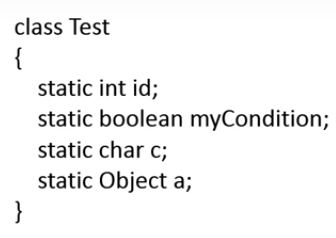 class Test
{
static int id;
static boolean myCondition;
static char c;
static Object a;
}